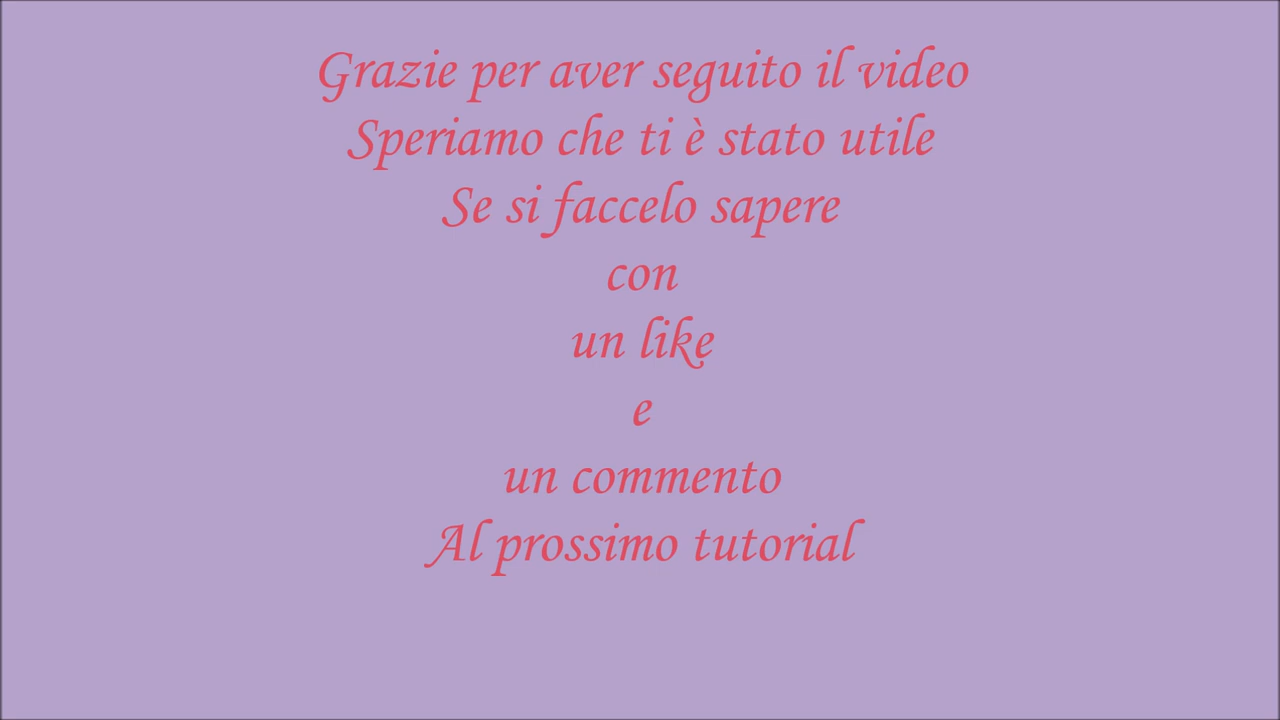 Grazie per aver seguito il video
Speriamo che ti è stato utile
Se si faccelo sapere
con
un like
e
un commento
Al prossimo tutorial